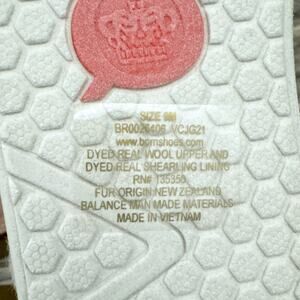 SIZE 9M
BR0026406 VCJG21
www.bornshoes.com
DYED REAL WOOL UPPER AND
DYED REAL SHEARLING LINING
RN# 135350
FUR ORIGIN: NEW ZEALAND
BALANCE MAN MADE MATERIALS
MADE IN VIETNAM